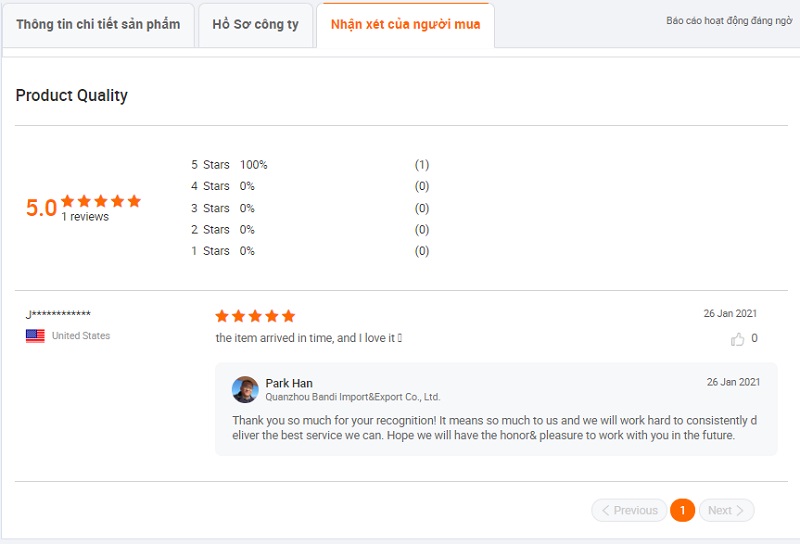 Thông tin chi tiết sản phẩm
Hồ Sơ công ty
Nhận xét của người mua
Báo cáo hoạt động đáng ngờ
Product Quality
5.0
1 reviews
5 Stars 100% (1)
4 Stars 0% (0)
3 Stars 0% (0)
2 Stars 0% (0)
1 Stars 0% (0)
J************
United States
26 Jan 2021
the item arrived in time, and I love it
0
Park Han
26 Jan 2021
Quanzhou Bandi Import&Export Co., Ltd.
Thank you so much for your recognition! It means so much to us and we will work hard to consistently d
eliver the best service we can. Hope we will have the honor& pleasure to work with you in the future.
Previous 1 Next